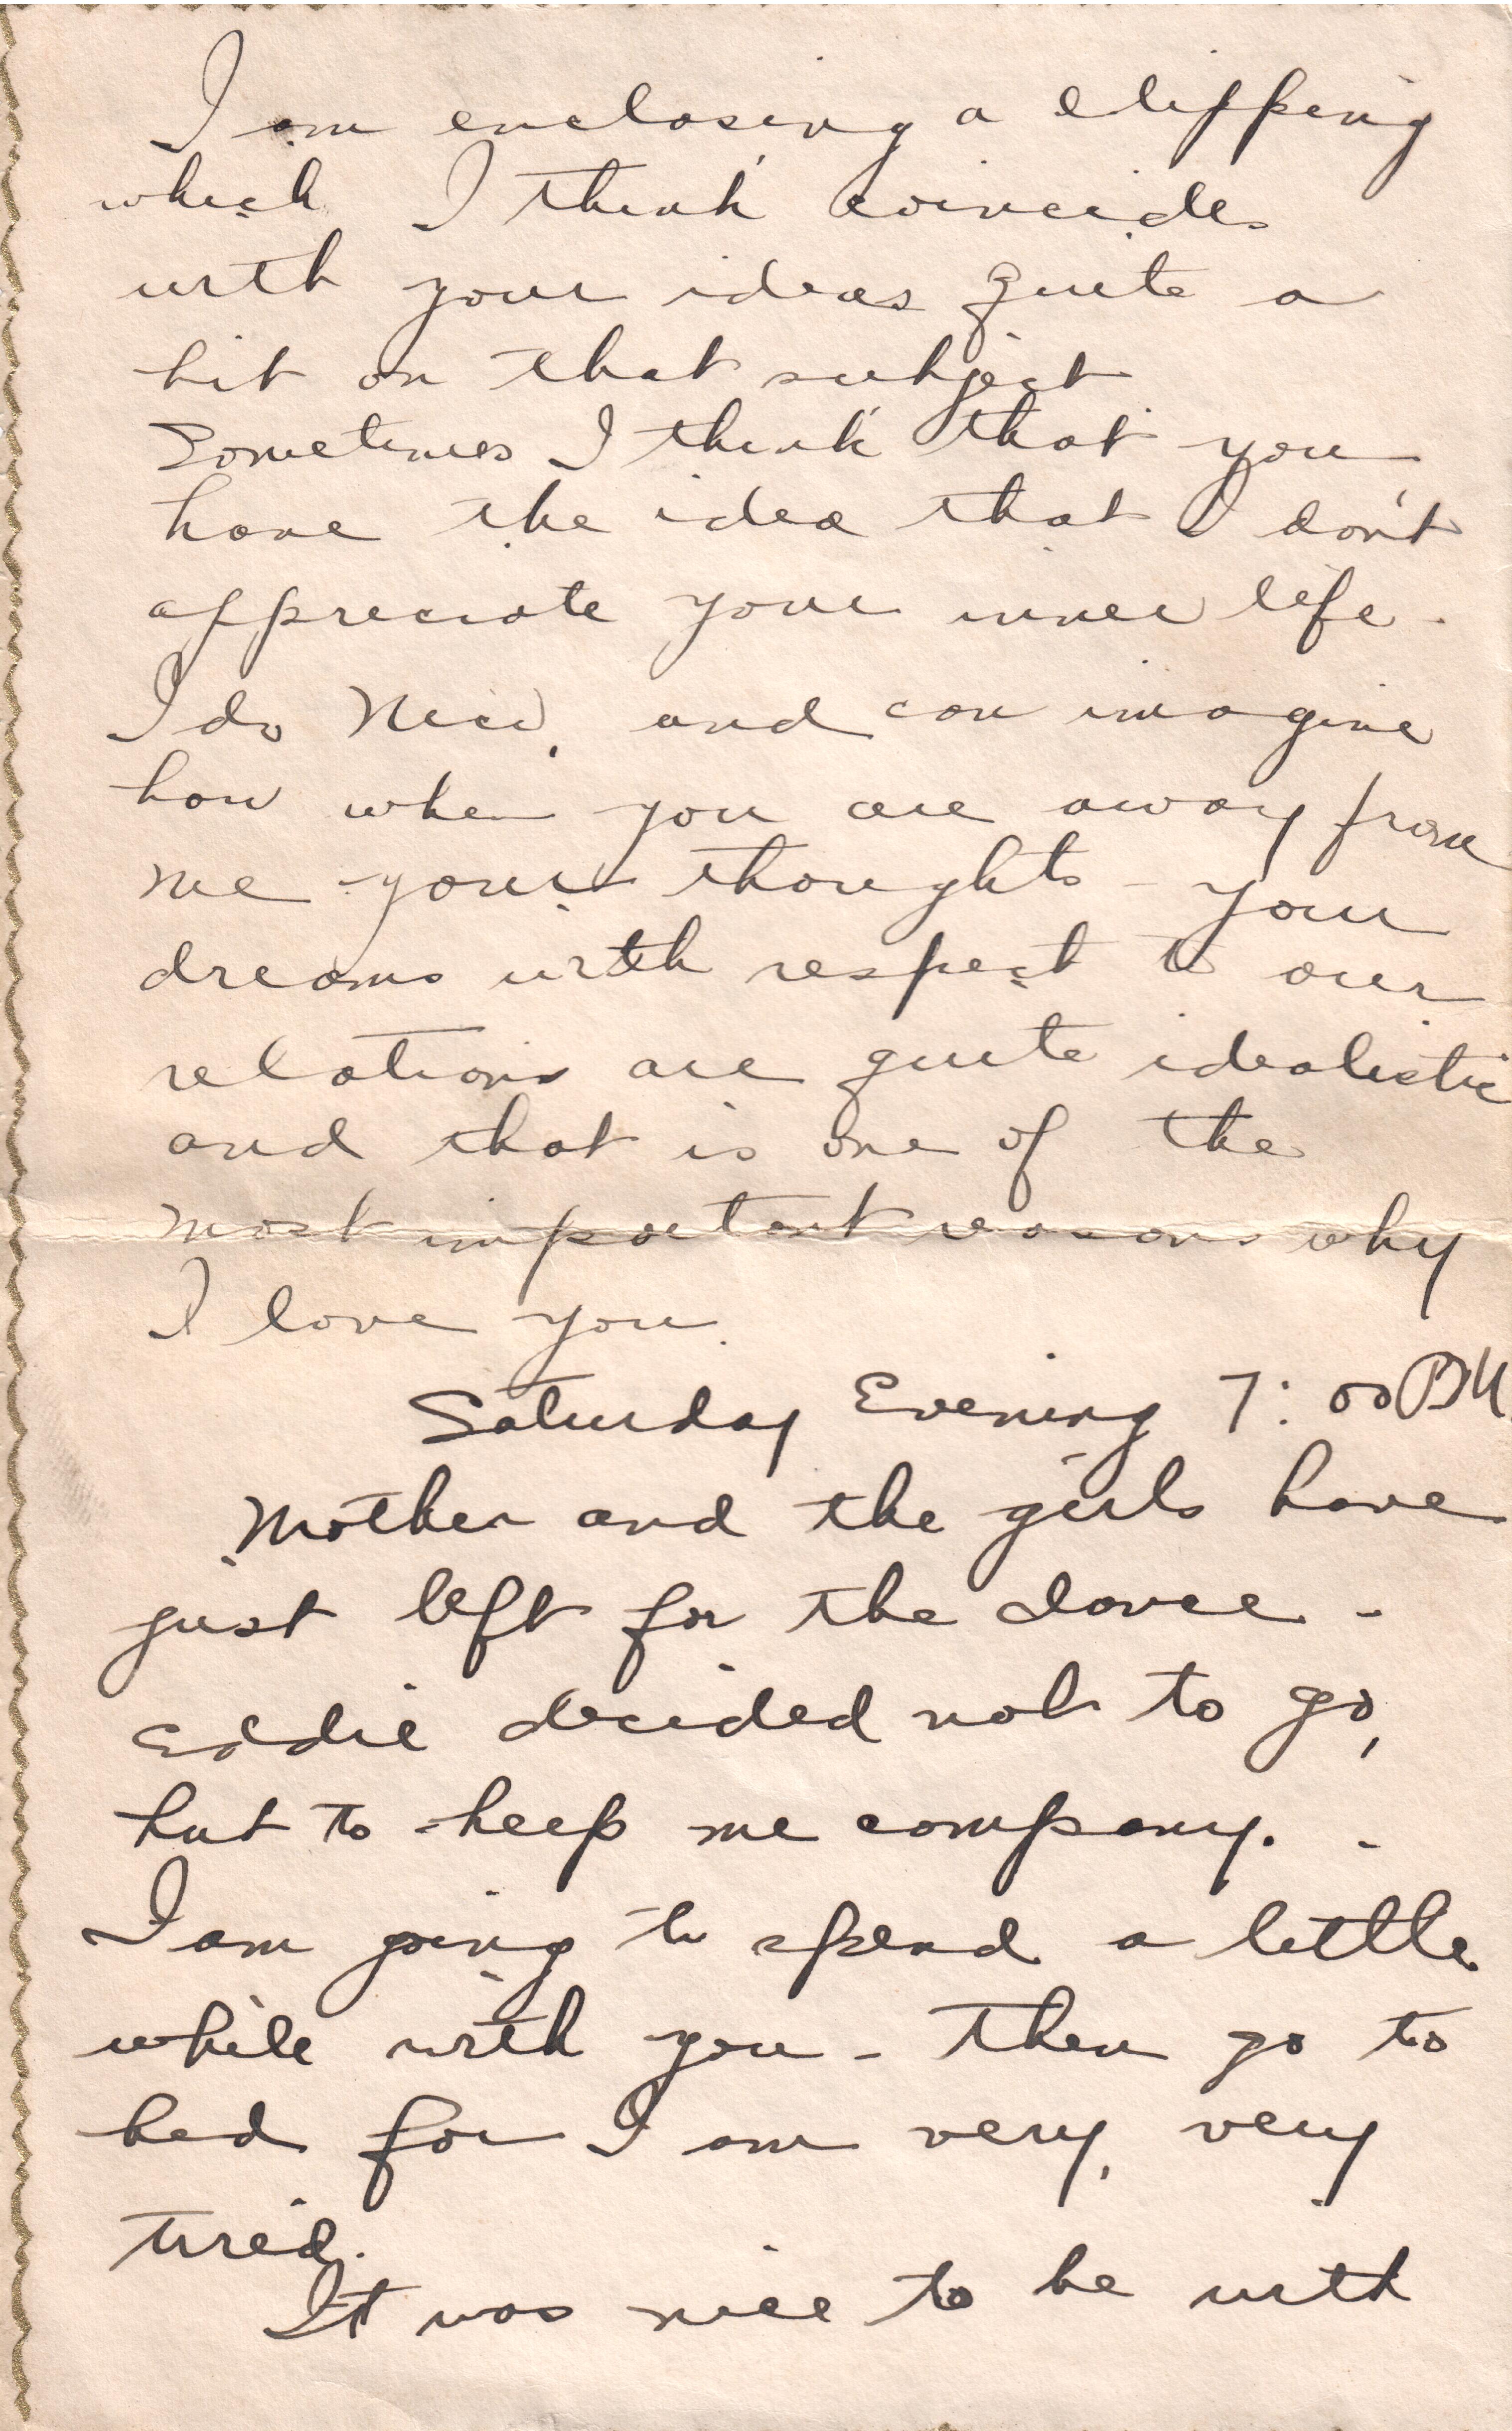 I am enclosing a clipping
which I think coincides
with your ideas quite a
bit on that subject
Sometimes I think that you
have the idea that I don't
appreciate your inner life.
I do and can imagine
how when you are away from
me - your thoughts - your
dreams with respect to our
relations are quite idealistic
and that is one of the
most important reasons why
I love you.
Saturday Evening 7:00 PM.
Mother and the girls have
just left for the dance -
Eddie decided not to go,
but to keep me company. -
I am going to spend a little
while with you - then go to
bed for I am very, very
tired.
It was nice to be with